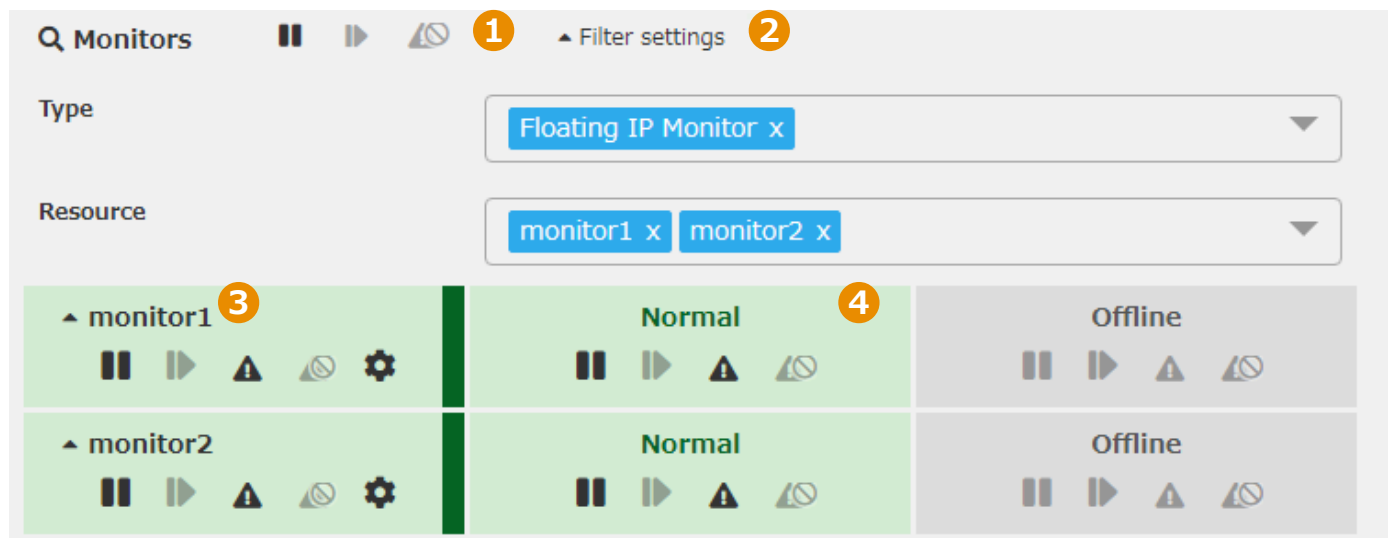 Monitors 1 Filter settings 2
Type
Floating IP Monitor x
Resource
monitor1 x monitor2 x
monitor1 3 Normal 4 Offline
monitor2 Normal Offline